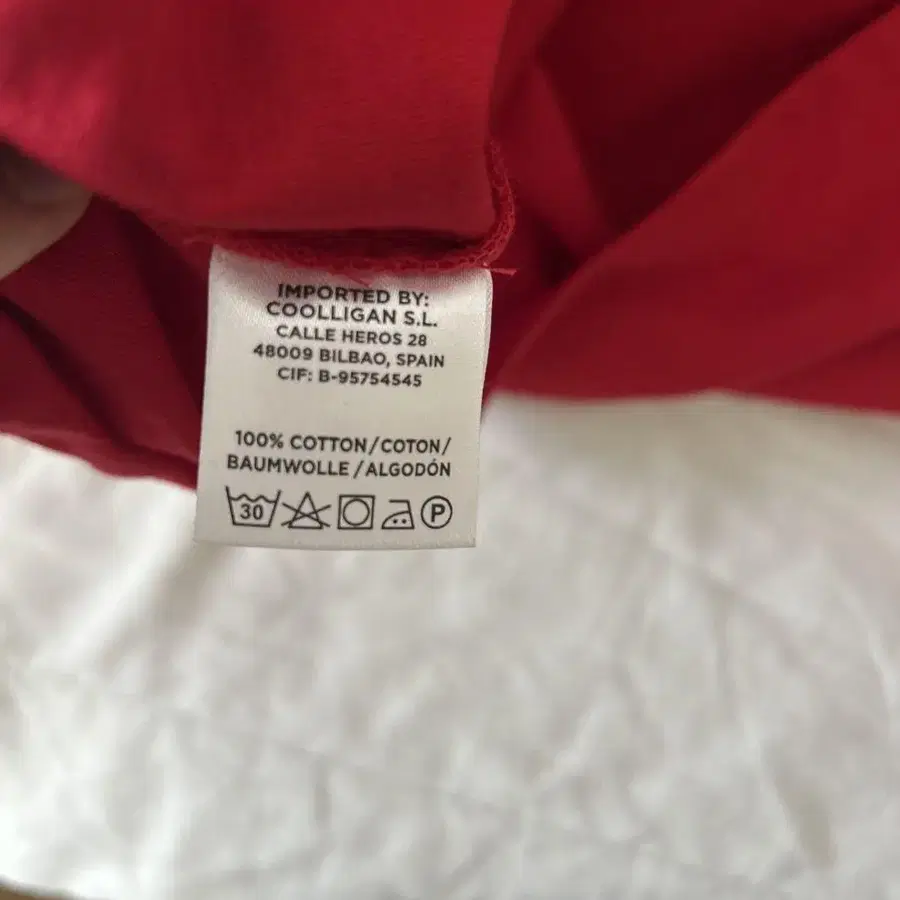 IMPORTED BY:
COOLLIGAN S.L.
CALLE HEROS 28
48009 BILBAO, SPAIN
CIF: B-95754545
100% COTTON/COTON/
BAUMWOLLE/ALGODÓN
30 P